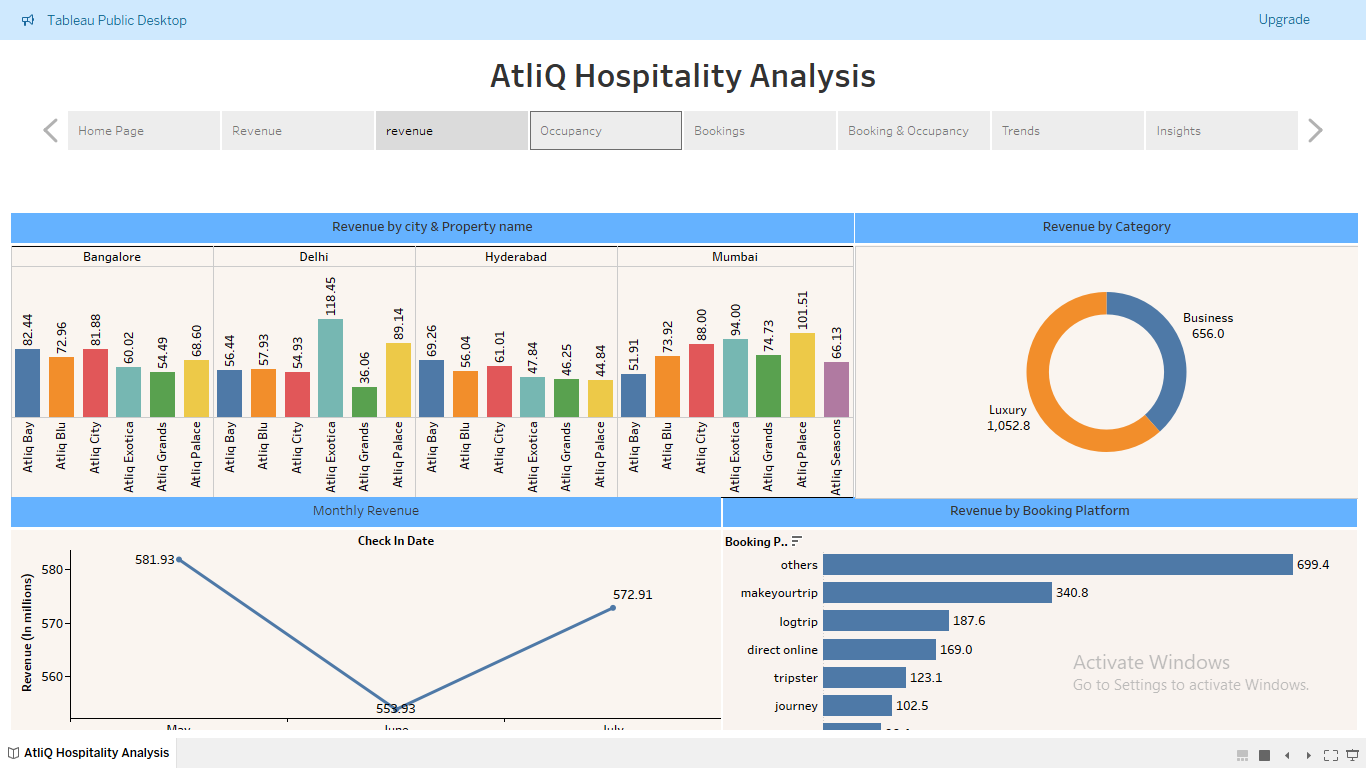 Tableau Public Desktop
Upgrade
AtliQ Hospitality Analysis
Home Page
Revenue
revenue
Occupancy
Bookings
Booking & Occupancy
Trends
Insights
Revenue by city & Property name
Revenue by Category
Bangalore
Delhi
Hyderabad
Mumbai
82.44
72.96
81.88
60.02
54.49
68.60
56.44
57.93
54.93
118.45
36.06
89.14
69.26
56.04
61.01
47.84
46.25
44.84
51.91
73.92
88.00
94.00
74.73
101.51
66.13
Atliq Bay
Atliq Blu
Atliq City
Atliq Exotica
Atliq Grands
Atliq Palace
Atliq Bay
Atliq Blu
Atliq City
Atliq Exotica
Atliq Grands
Atliq Palace
Atliq Bay
Atliq Blu
Atliq City
Atliq Exotica
Atliq Grands
Atliq Palace
Atliq Bay
Atliq Blu
Atliq City
Atliq Exotica
Atliq Grands
Atliq Palace
Atliq Seasons
Business
656.0
Luxury
1,052.8
Monthly Revenue
Check In Date
Revenue (In millions)
580
570
560
581.93
553.93
572.91
May
June
July
Revenue by Booking Platform
Booking P..
others 699.4
makeyourtrip 340.8
logtrip 187.6
direct online 169.0
tripster 123.1
journey 102.5
Activate Windows
Go to Settings to activate Windows.
AtliQ Hospitality Analysis